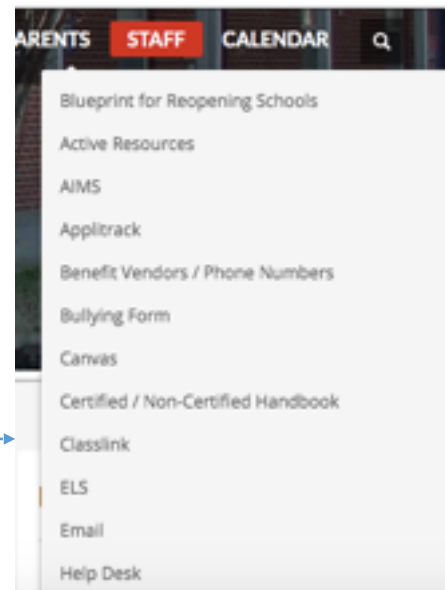 ARENTS STAFF CALENDAR
Blueprint for Reopening Schools
Active Resources
AIMS
Applitrack
Benefit Vendors / Phone Numbers
Bullying Form
Canvas
Certified / Non-Certified Handbook
Classlink
ELS
Email
Help Desk